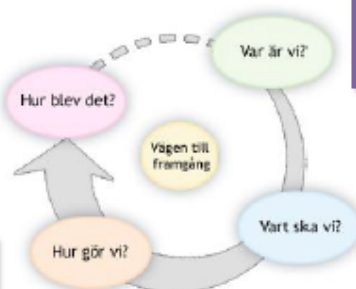 Var är vi?
Hur blev det?
Vägen till
framgång
Vart ska vi?
Hur gör vi?